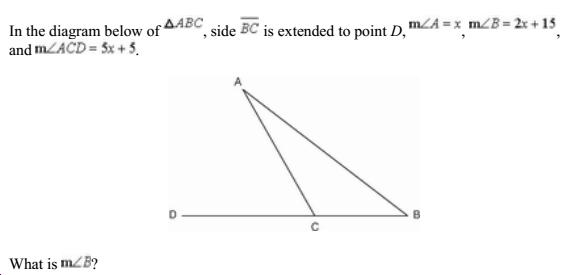 In the diagram below of ΔABC, side B͞C͞ is extended to point D, m∠A = x, m∠B = 2x + 15,
and m∠ACD = 5x + 5.
A
D
C
B
What is m∠B?